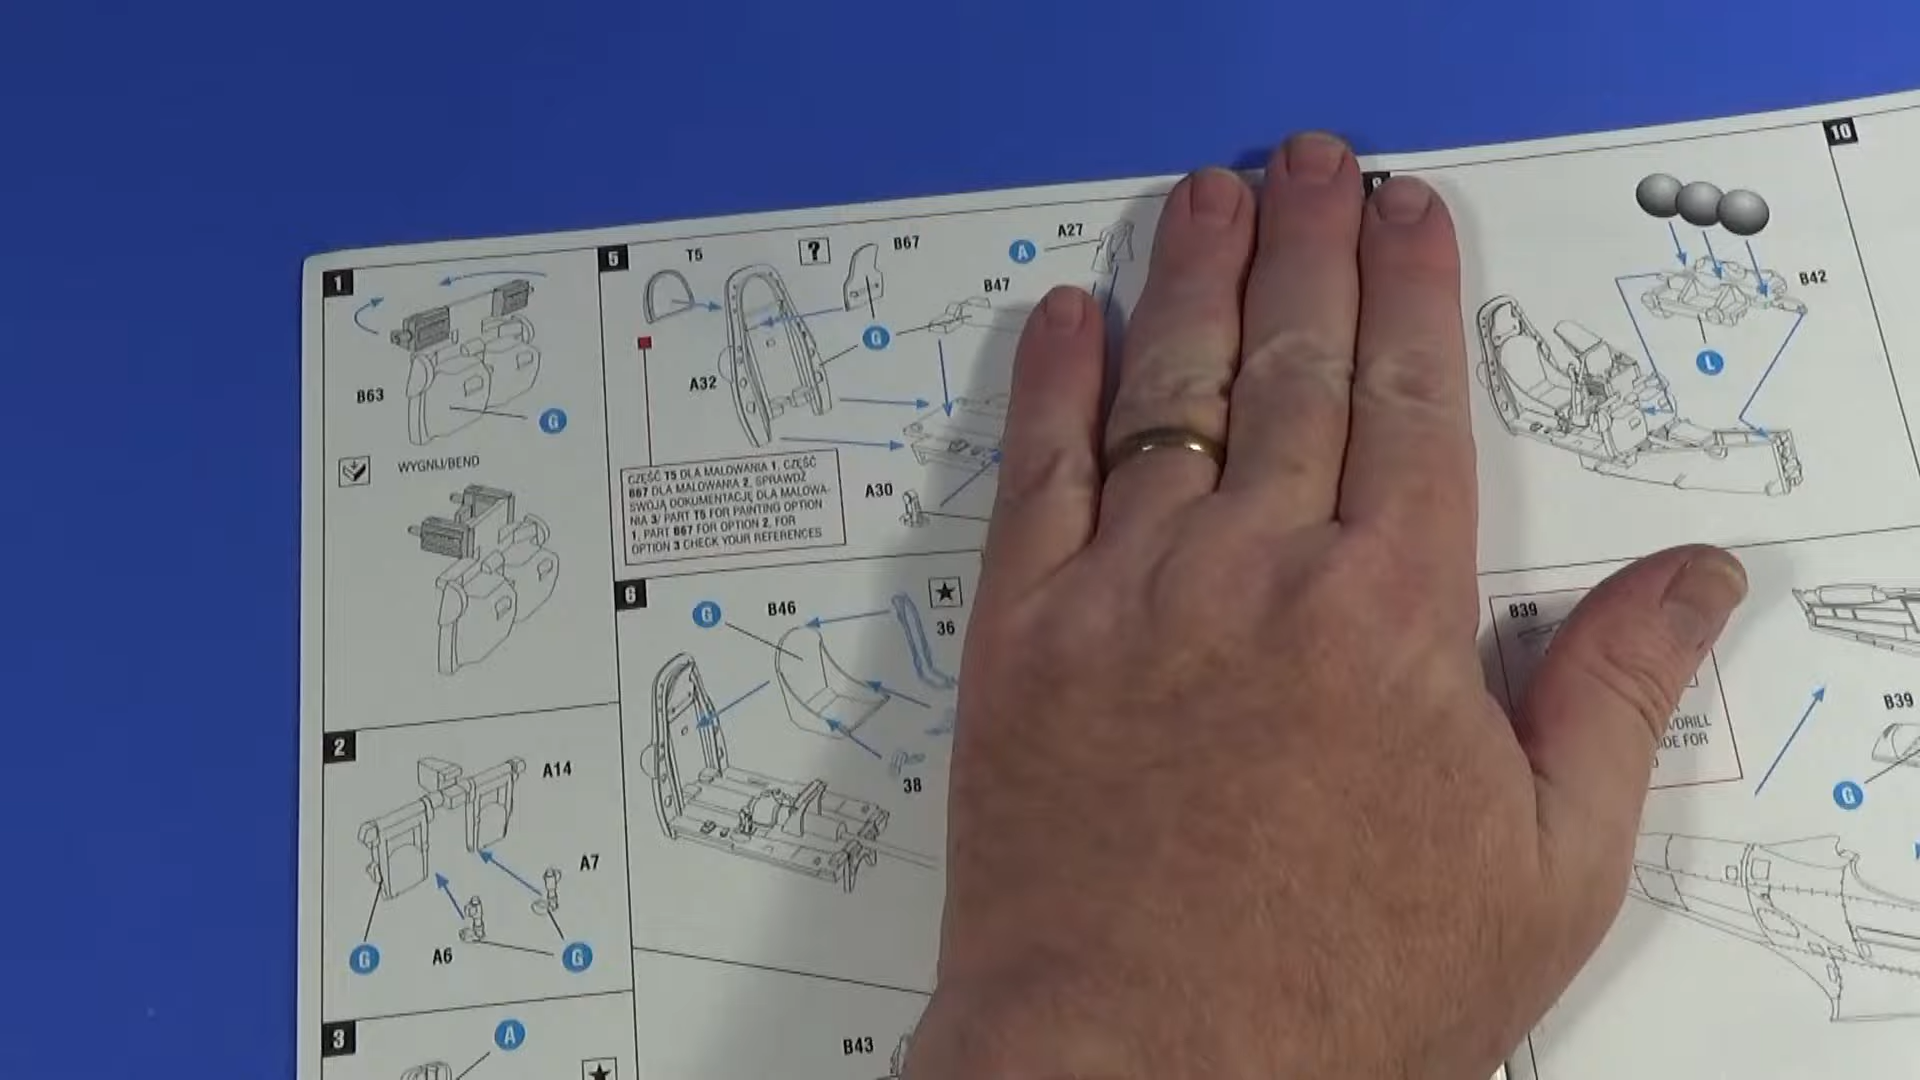 1
B63
G
WYGNIJ/BEND
2
A14
A7
A6
G
G
3
A
5
T5
?
B67
A
A27
B47
G
A32
A30
CZĘŚĆ T5 DLA MALOWANIA 1, CZĘŚĆ
B67 DLA MALOWANIA 2, SPRAWDŹ
SWOJĄ DOKUMENTACJĘ DLA MALOWA-
NIA 3/ PART T5 FOR PAINTING OPTION
1, PART B67 FOR OPTION 2, FOR
OPTION 3 CHECK YOUR REFERENCES
6
G
B46
36
38
B43
B42
L
B39
/DRILL
FOR
10
B39
G